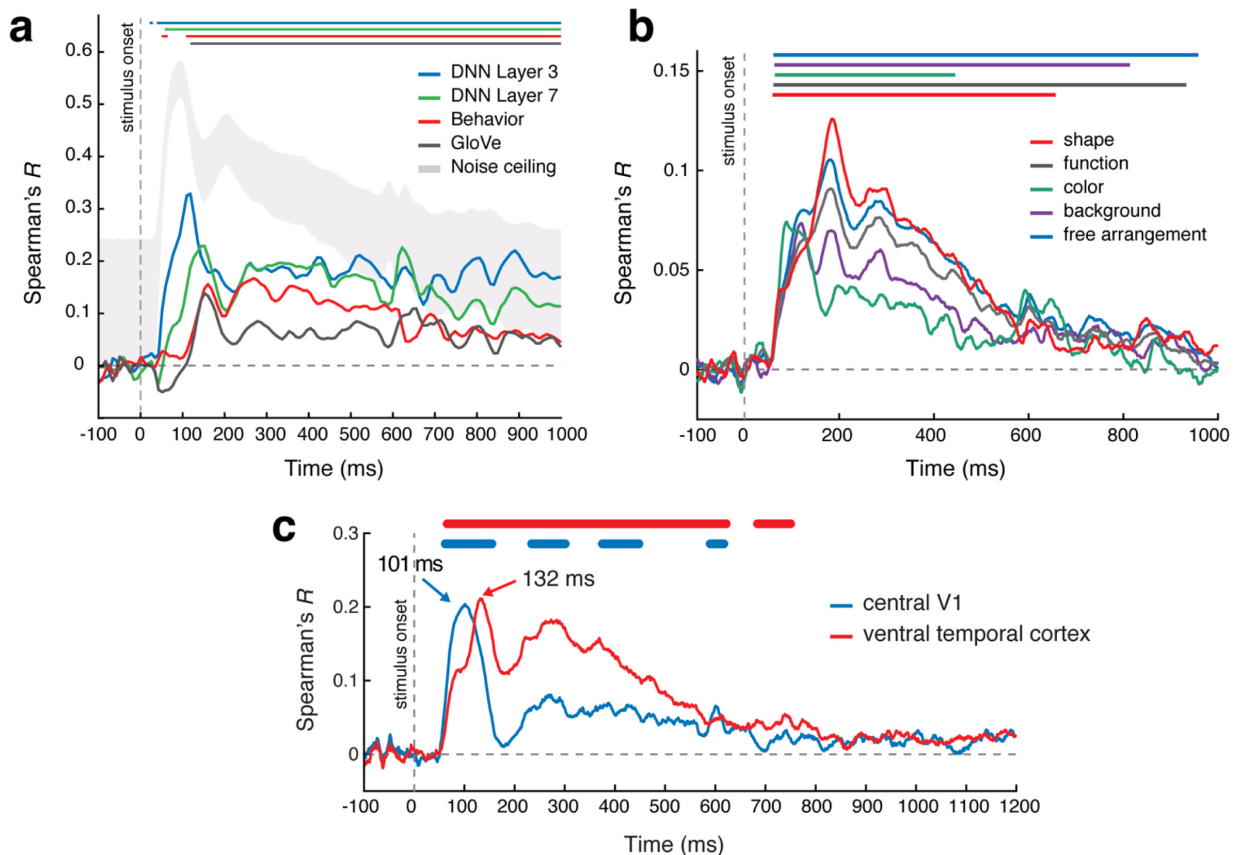 a
stimulus onset
Spearman's R
0.6
0.5
0.4
0.3
0.2
0.1
0
DNN Layer 3
DNN Layer 7
Behavior
GloVe
Noise ceiling
-100 0 100 200 300 400 500 600 700 800 900 1000
Time (ms)
b
stimulus onset
Spearman's R
0.15
0.1
0.05
0
shape
function
color
background
free arrangement
-100 0 200 400 600 800 1000
Time (ms)
c
stimulus onset
Spearman's R
0.3
0.2
0.1
0
101 ms
132 ms
central V1
ventral temporal cortex
-100 0 100 200 300 400 500 600 700 800 900 1000 1100 1200
Time (ms)